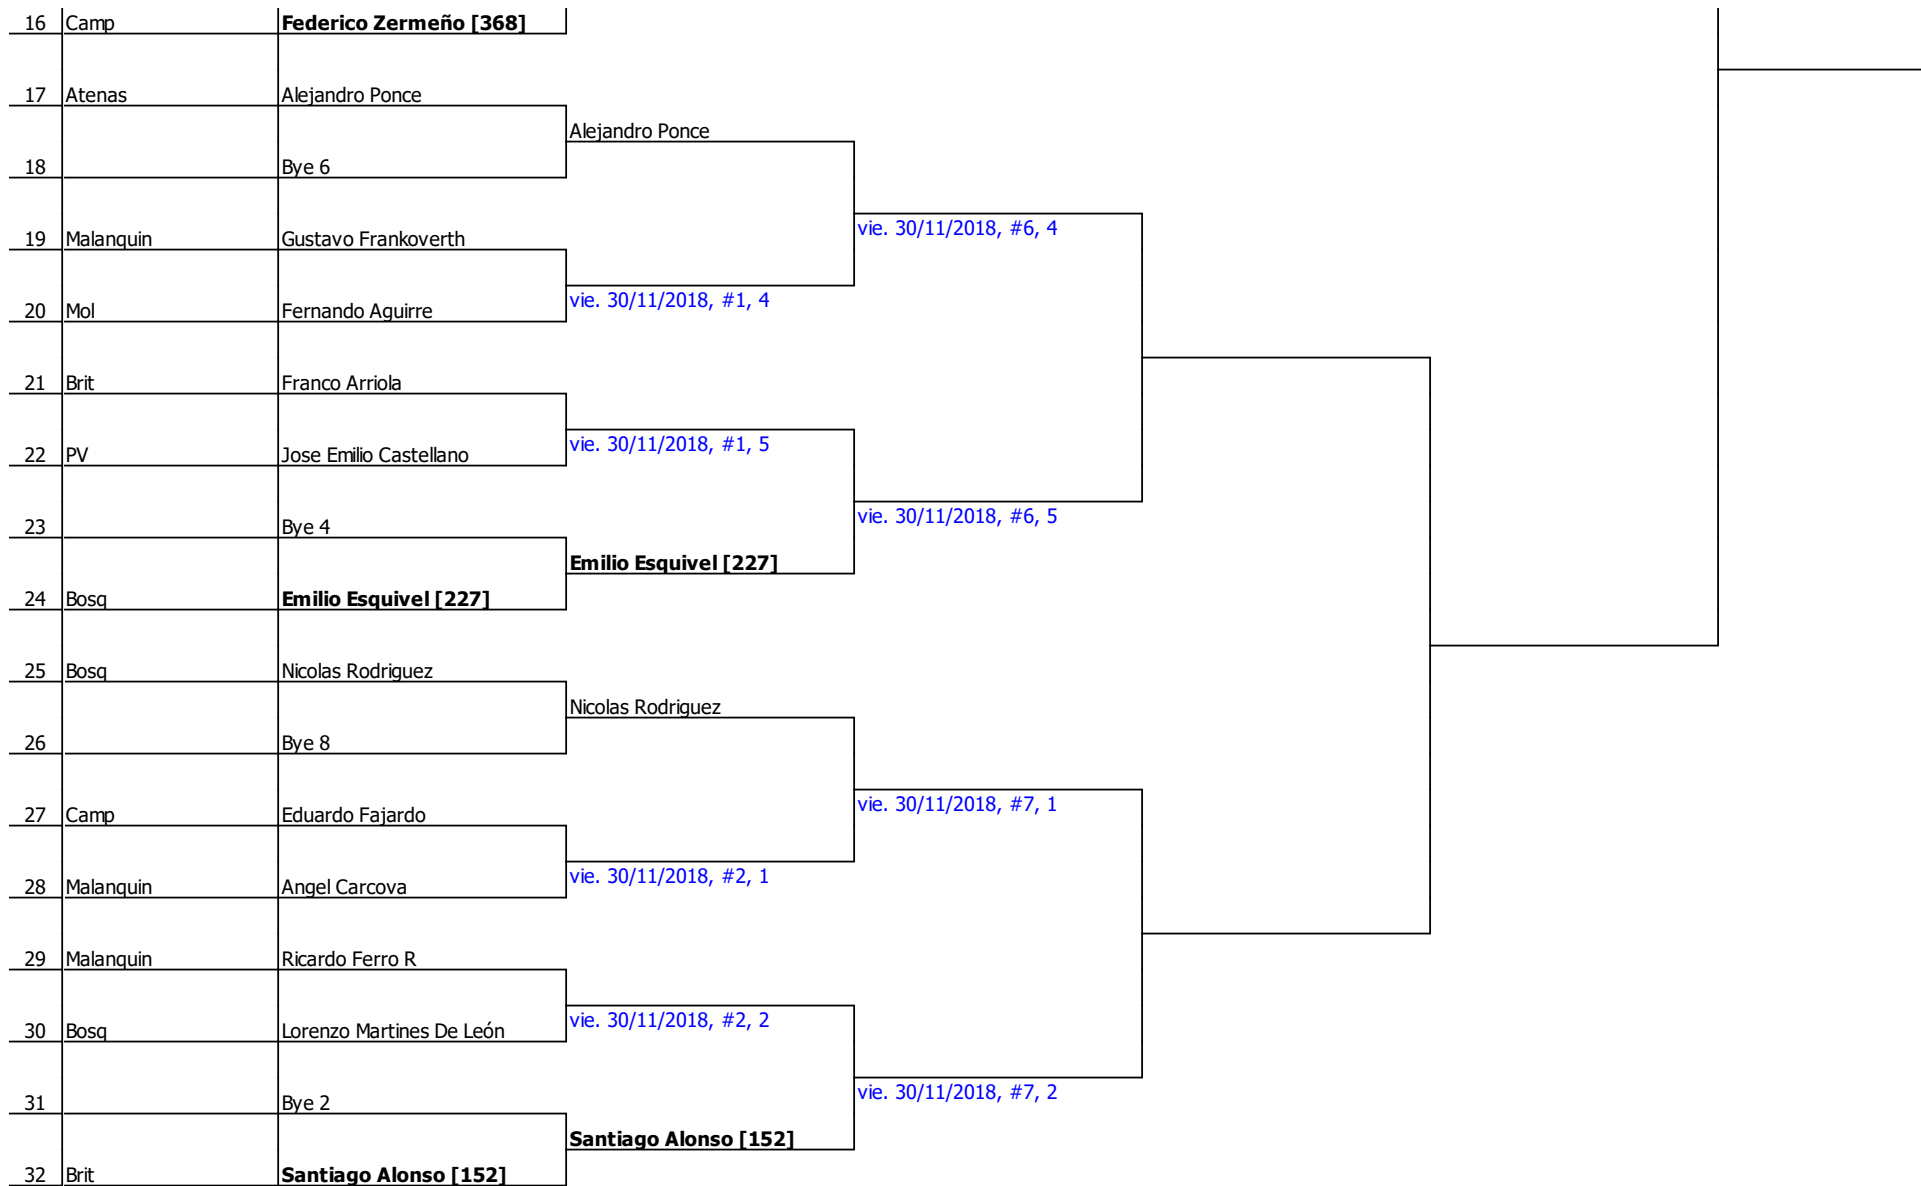 16 Camp Federico Zermeño [368]
17 Atenas Alejandro Ponce
Alejandro Ponce
18 Bye 6
vie. 30/11/2018, #6, 4
19 Malanquin Gustavo Frankoverth
vie. 30/11/2018, #1, 4
20 Mol Fernando Aguirre
21 Brit Franco Arriola
vie. 30/11/2018, #1, 5
22 PV Jose Emilio Castellano
vie. 30/11/2018, #6, 5
23 Bye 4
Emilio Esquivel [227]
24 Bosq Emilio Esquivel [227]
25 Bosq Nicolas Rodriguez
Nicolas Rodriguez
26 Bye 8
vie. 30/11/2018, #7, 1
27 Camp Eduardo Fajardo
vie. 30/11/2018, #2, 1
28 Malanquin Angel Carcova
29 Malanquin Ricardo Ferro R
vie. 30/11/2018, #2, 2
30 Bosq Lorenzo Martines De León
vie. 30/11/2018, #7, 2
31 Bye 2
Santiago Alonso [152]
32 Brit Santiago Alonso [152]